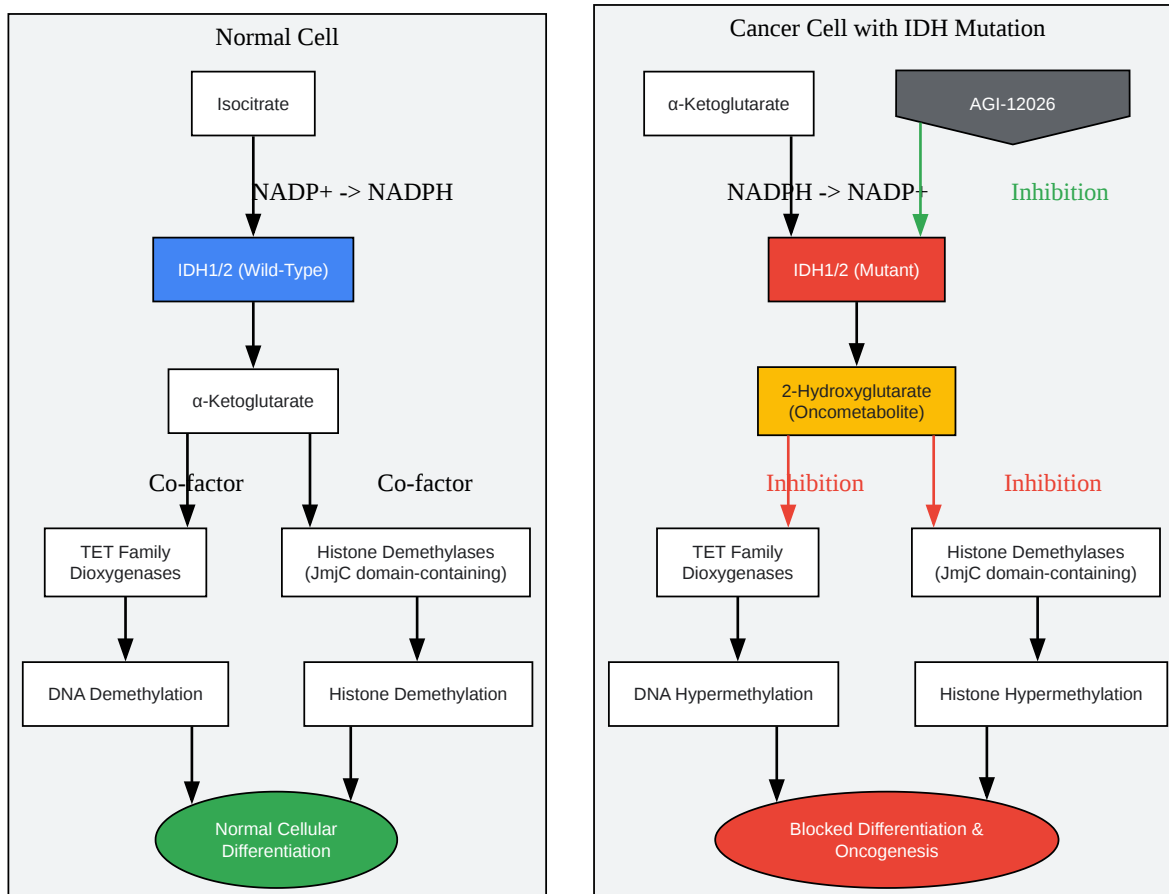 Normal Cell
Isocitrate
NADP+ -> NADPH
IDH1/2 (Wild-Type)
α-Ketoglutarate
Co-factor
Co-factor
TET Family
Dioxygenases
Histone Demethylases
(JmjC domain-containing)
DNA Demethylation
Histone Demethylation
Normal Cellular
Differentiation
Cancer Cell with IDH Mutation
α-Ketoglutarate
AGI-12026
NADPH -> NADP+
Inhibition
IDH1/2 (Mutant)
2-Hydroxyglutarate
(Oncometabolite)
Inhibition
Inhibition
TET Family
Dioxygenases
Histone Demethylases
(JmjC domain-containing)
DNA Hypermethylation
Histone Hypermethylation
Blocked Differentiation &
Oncogenesis